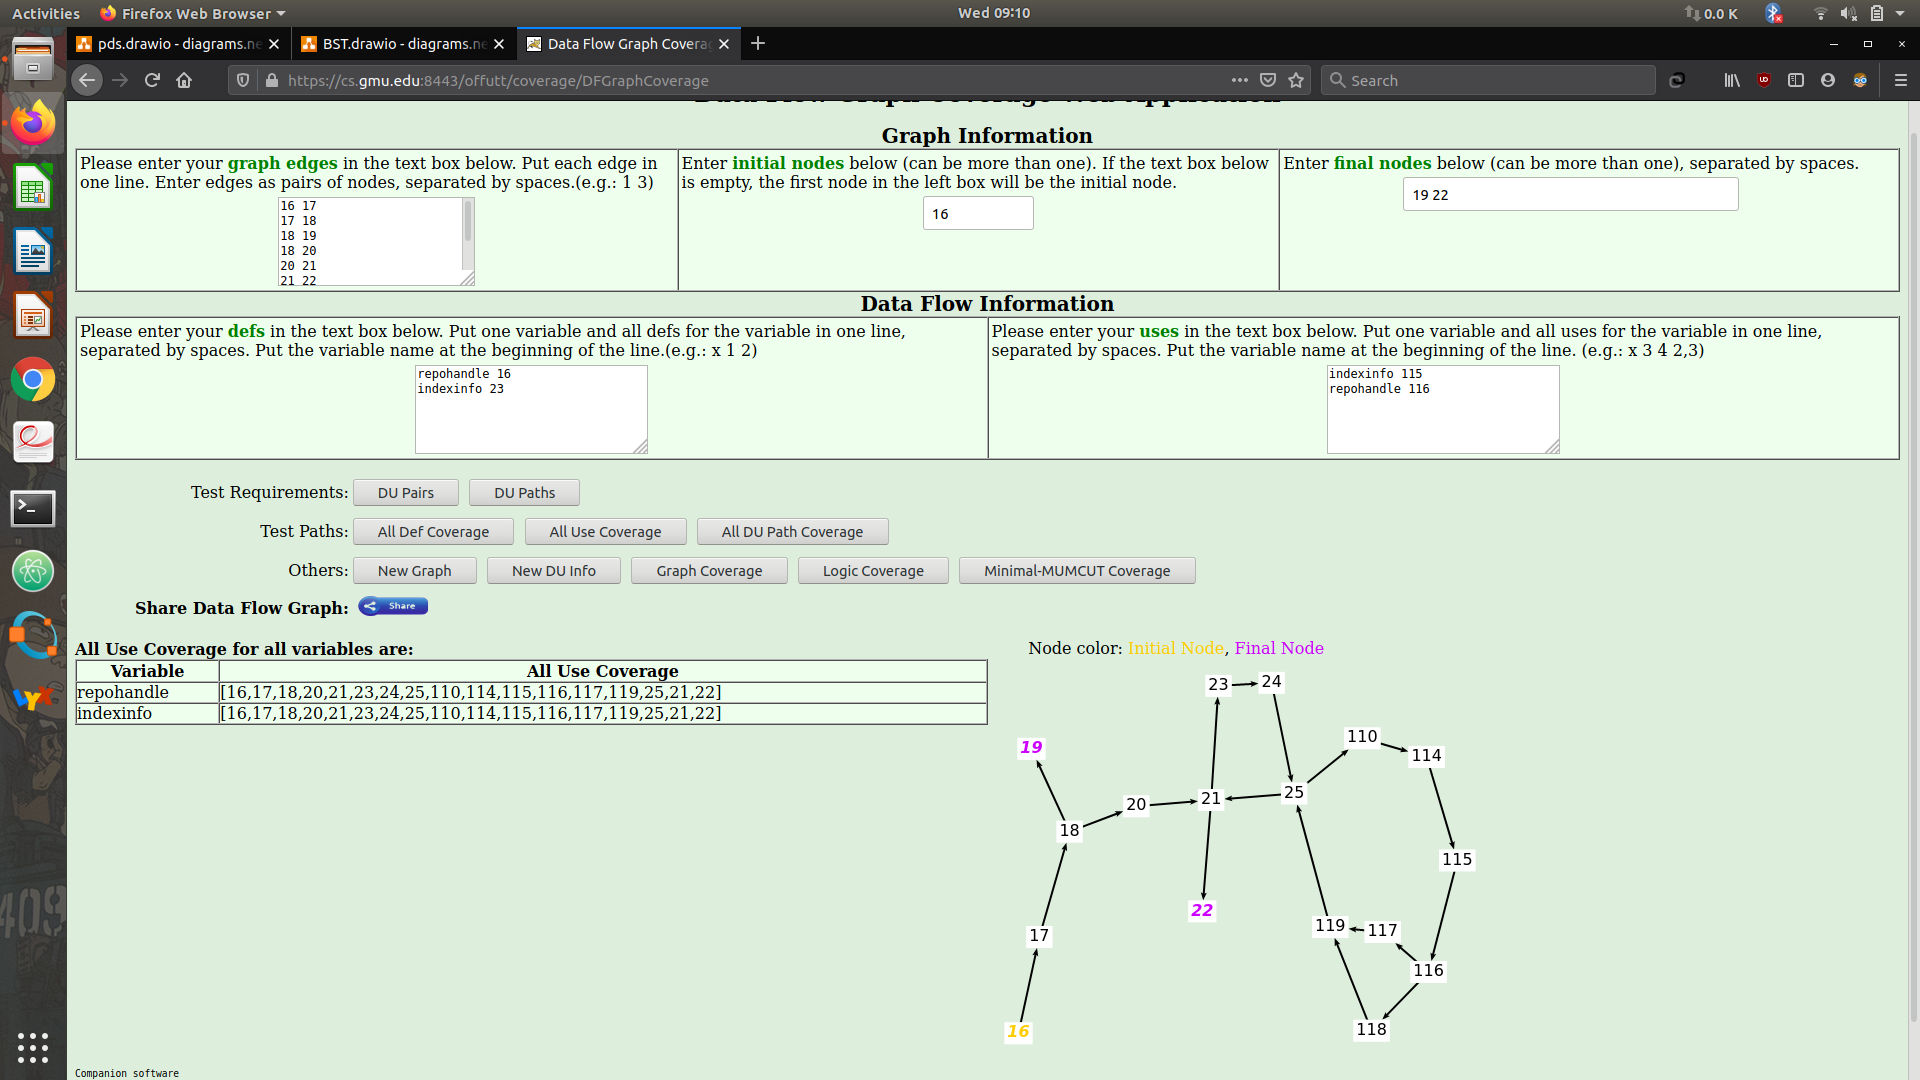 Activities Firefox Web Browser Wed 09:10 0.0 K
pds.drawio - diagrams.ne BST.drawio - diagrams.ne Data Flow Graph Covera
https://cs.gmu.edu:8443/offutt/coverage/DFGraphCoverage Search
Data Flow Graph Coverage Web Application
Graph Information
Please enter your graph edges in the text box below. Put each edge in
one line. Enter edges as pairs of nodes, separated by spaces.(e.g.: 1 3)
16 17
17 18
18 19
18 20
20 21
21 22
Enter initial nodes below (can be more than one). If the text box below
is empty, the first node in the left box will be the initial node.
16
Enter final nodes below (can be more than one), separated by spaces.
19 22
Data Flow Information
Please enter your defs in the text box below. Put one variable and all defs for the variable in one line,
separated by spaces. Put the variable name at the beginning of the line.(e.g.: x 1 2)
repohandle 16
indexinfo 23
Please enter your uses in the text box below. Put one variable and all uses for the variable in one line,
separated by spaces. Put the variable name at the beginning of the line. (e.g.: x 3 4 2,3)
indexinfo 115
repohandle 116
Test Requirements: DU Pairs DU Paths
Test Paths: All Def Coverage All Use Coverage All DU Path Coverage
Others: New Graph New DU Info Graph Coverage Logic Coverage Minimal-MUMCUT Coverage
Share Data Flow Graph: Share
All Use Coverage for all variables are:
Variable All Use Coverage
repohandle [16,17,18,20,21,23,24,25,110,114,115,116,117,119,25,21,22]
indexinfo [16,17,18,20,21,23,24,25,110,114,115,116,117,119,25,21,22]
Node color: Initial Node, Final Node
23 24
110
19 114
25
21
20
18
115
22
119 117
17
116
118
16
Companion software